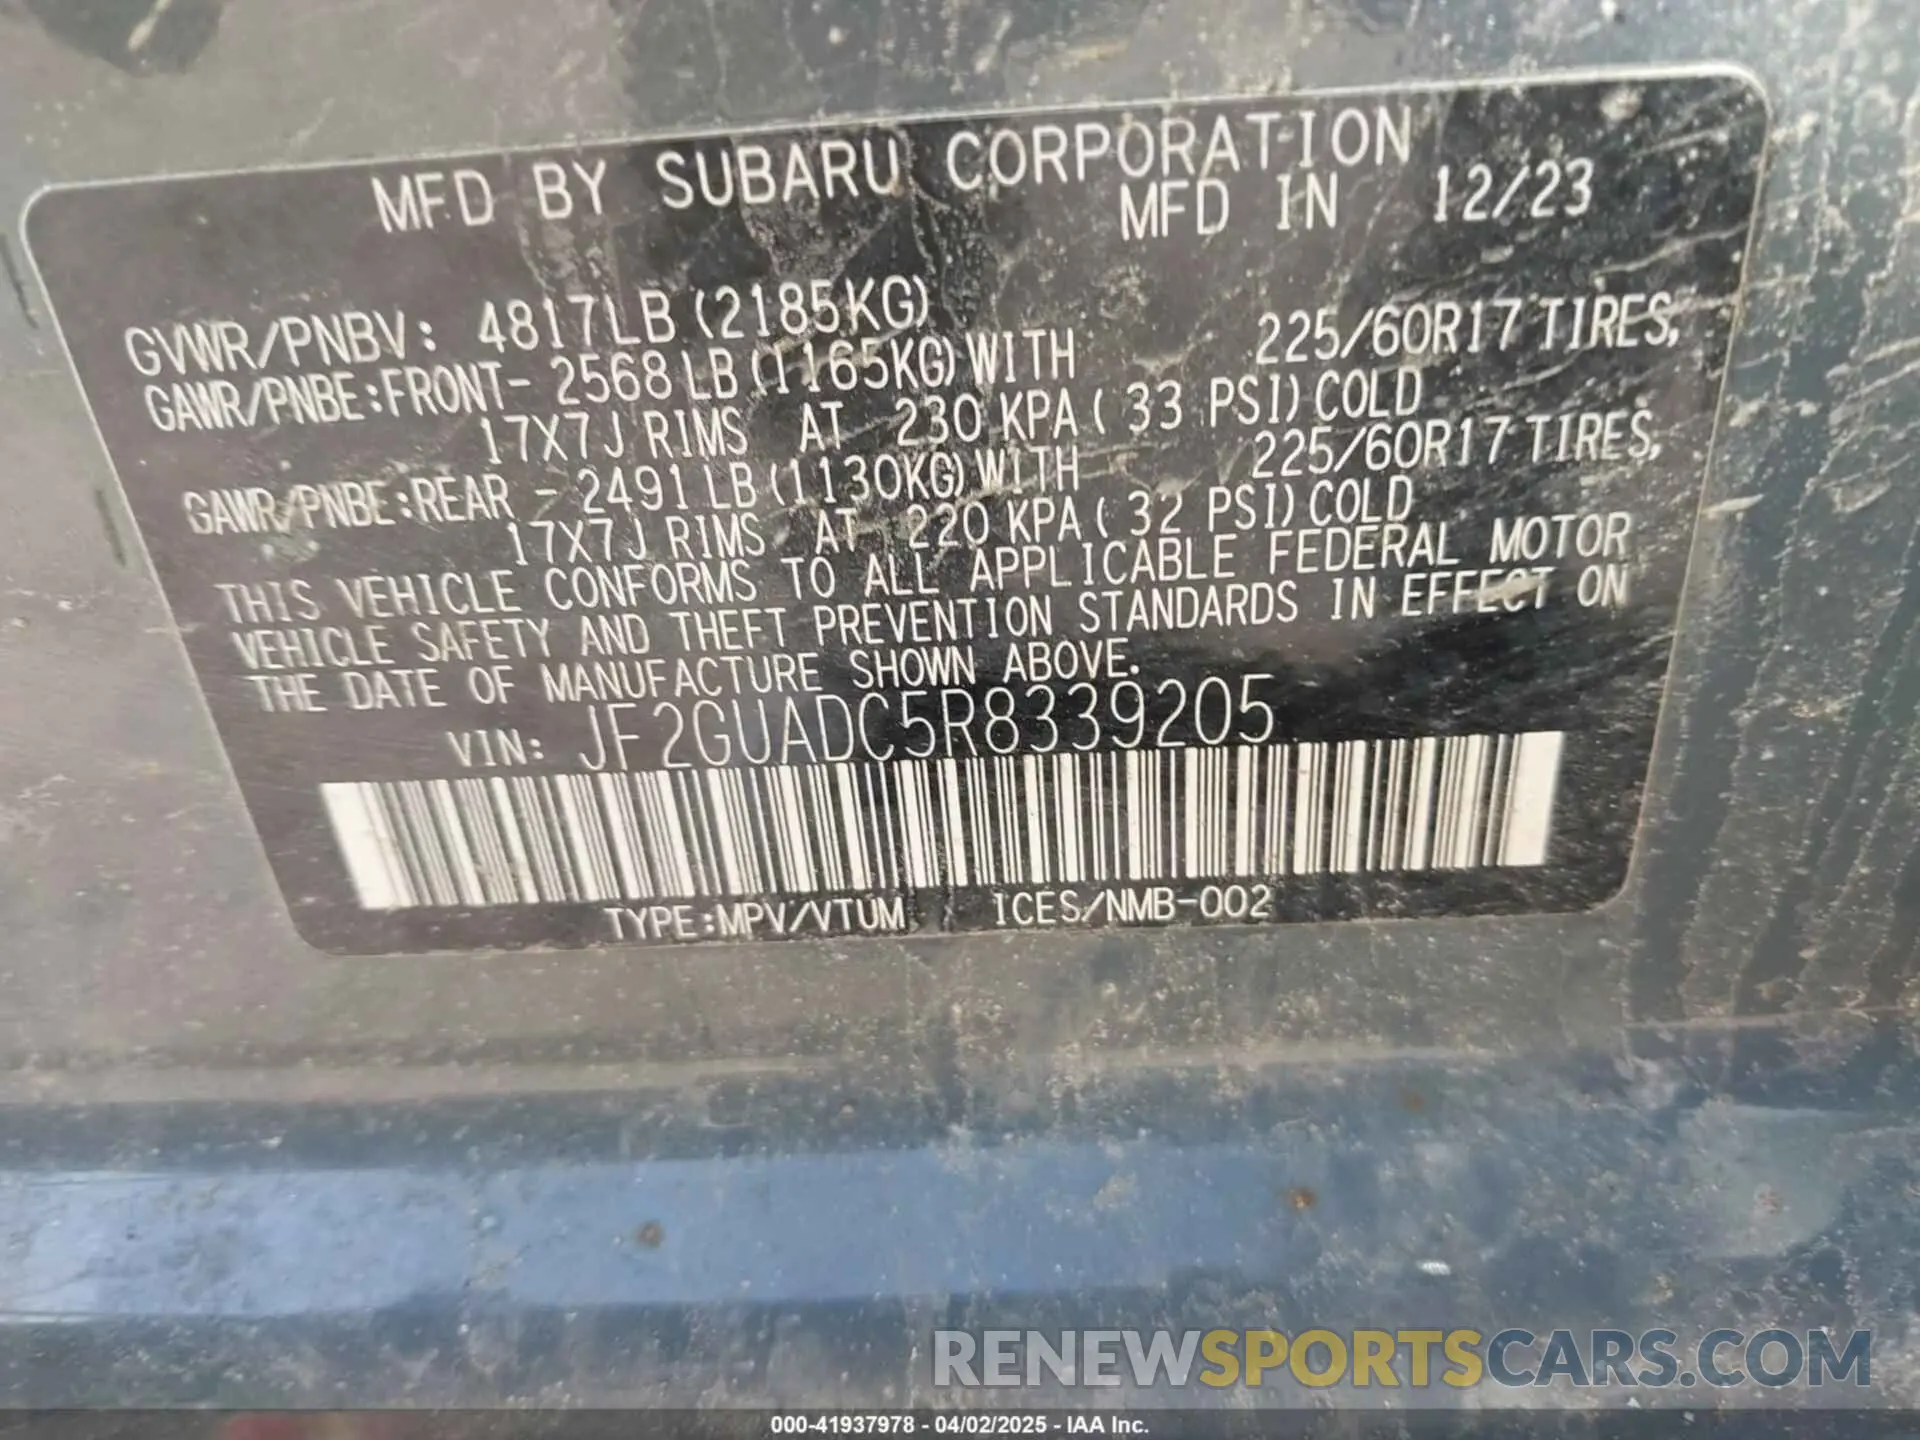 MFD BY SUBARU CORPORATION
MFD IN 12/23
GVWR/PNBV: 4817LB (2185KG)
GAWR/PNBE:FRONT- 2568LB (1165KG) WITH 225/60R17 TIRES,
17X7J RIMS AT 230 KPA ( 33 PSI) COLD
GAWR/PNBE:REAR - 2491LB (1130KG) WITH 225/60R17 TIRES,
17X7J RIMS AT 220 KPA ( 32 PSI) COLD
THIS VEHICLE CONFORMS TO ALL APPLICABLE FEDERAL MOTOR
VEHICLE SAFETY AND THEFT PREVENTION STANDARDS IN EFFECT ON
THE DATE OF MANUFACTURE SHOWN ABOVE.
VIN: JF2GUADC5R8339205
TYPE:MPV/VTUM ICES/NMB-002
RENEWSPORTSCARS.COM
000-41937978 - 04/02/2025 - IAA Inc.